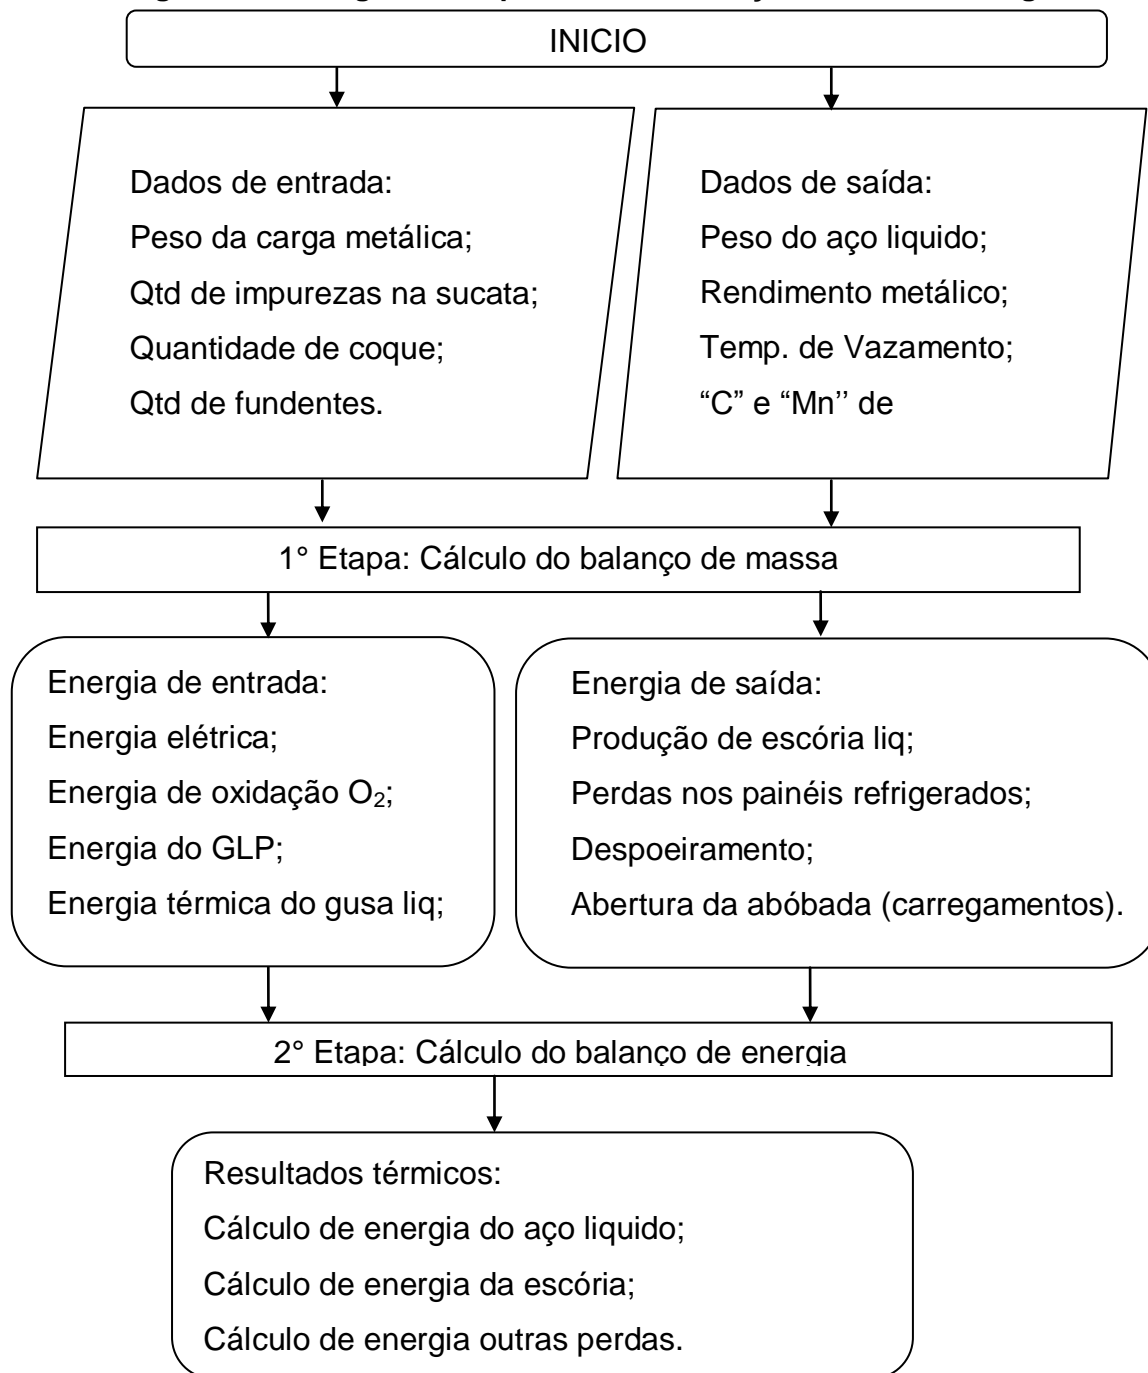 INICIO
Dados de entrada:
Peso da carga metálica;
Qtd de impurezas na sucata;
Quantidade de coque;
Qtd de fundentes.
Dados de saída:
Peso do aço liquido;
Rendimento metálico;
Temp. de Vazamento;
“C” e “Mn’’ de
1° Etapa: Cálculo do balanço de massa
Energia de entrada:
Energia elétrica;
Energia de oxidação O₂;
Energia do GLP;
Energia térmica do gusa liq;
Energia de saída:
Produção de escória liq;
Perdas nos painéis refrigerados;
Despoeiramento;
Abertura da abóbada (carregamentos).
2° Etapa: Cálculo do balanço de energia
Resultados térmicos:
Cálculo de energia do aço liquido;
Cálculo de energia da escória;
Cálculo de energia outras perdas.